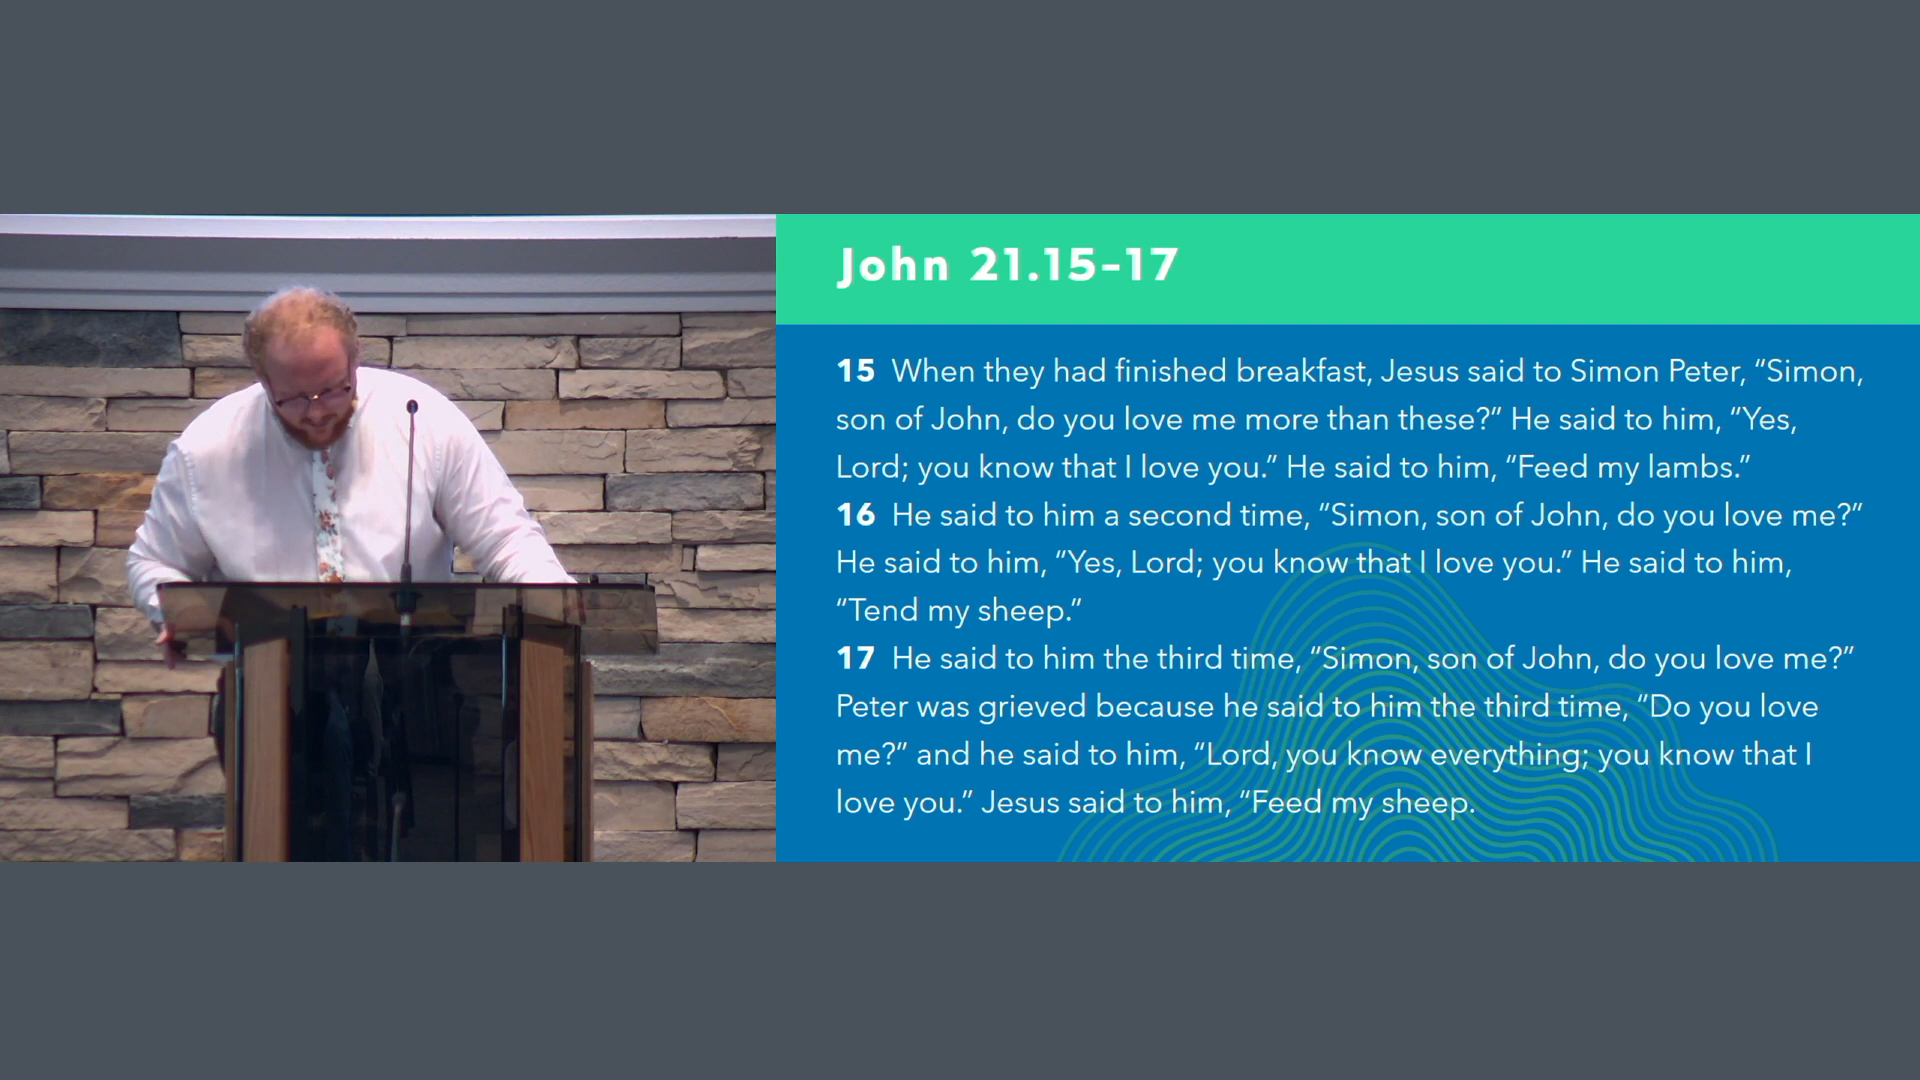 John 21.15–17
15 When they had finished breakfast, Jesus said to Simon Peter, “Simon,
son of John, do you love me more than these?” He said to him, “Yes,
Lord; you know that I love you.” He said to him, “Feed my lambs.”
16 He said to him a second time, “Simon, son of John, do you love me?”
He said to him, “Yes, Lord; you know that I love you.” He said to him,
“Tend my sheep.”
17 He said to him the third time, “Simon, son of John, do you love me?”
Peter was grieved because he said to him the third time, “Do you love
me?” and he said to him, “Lord, you know everything; you know that I
love you.” Jesus said to him, “Feed my sheep.